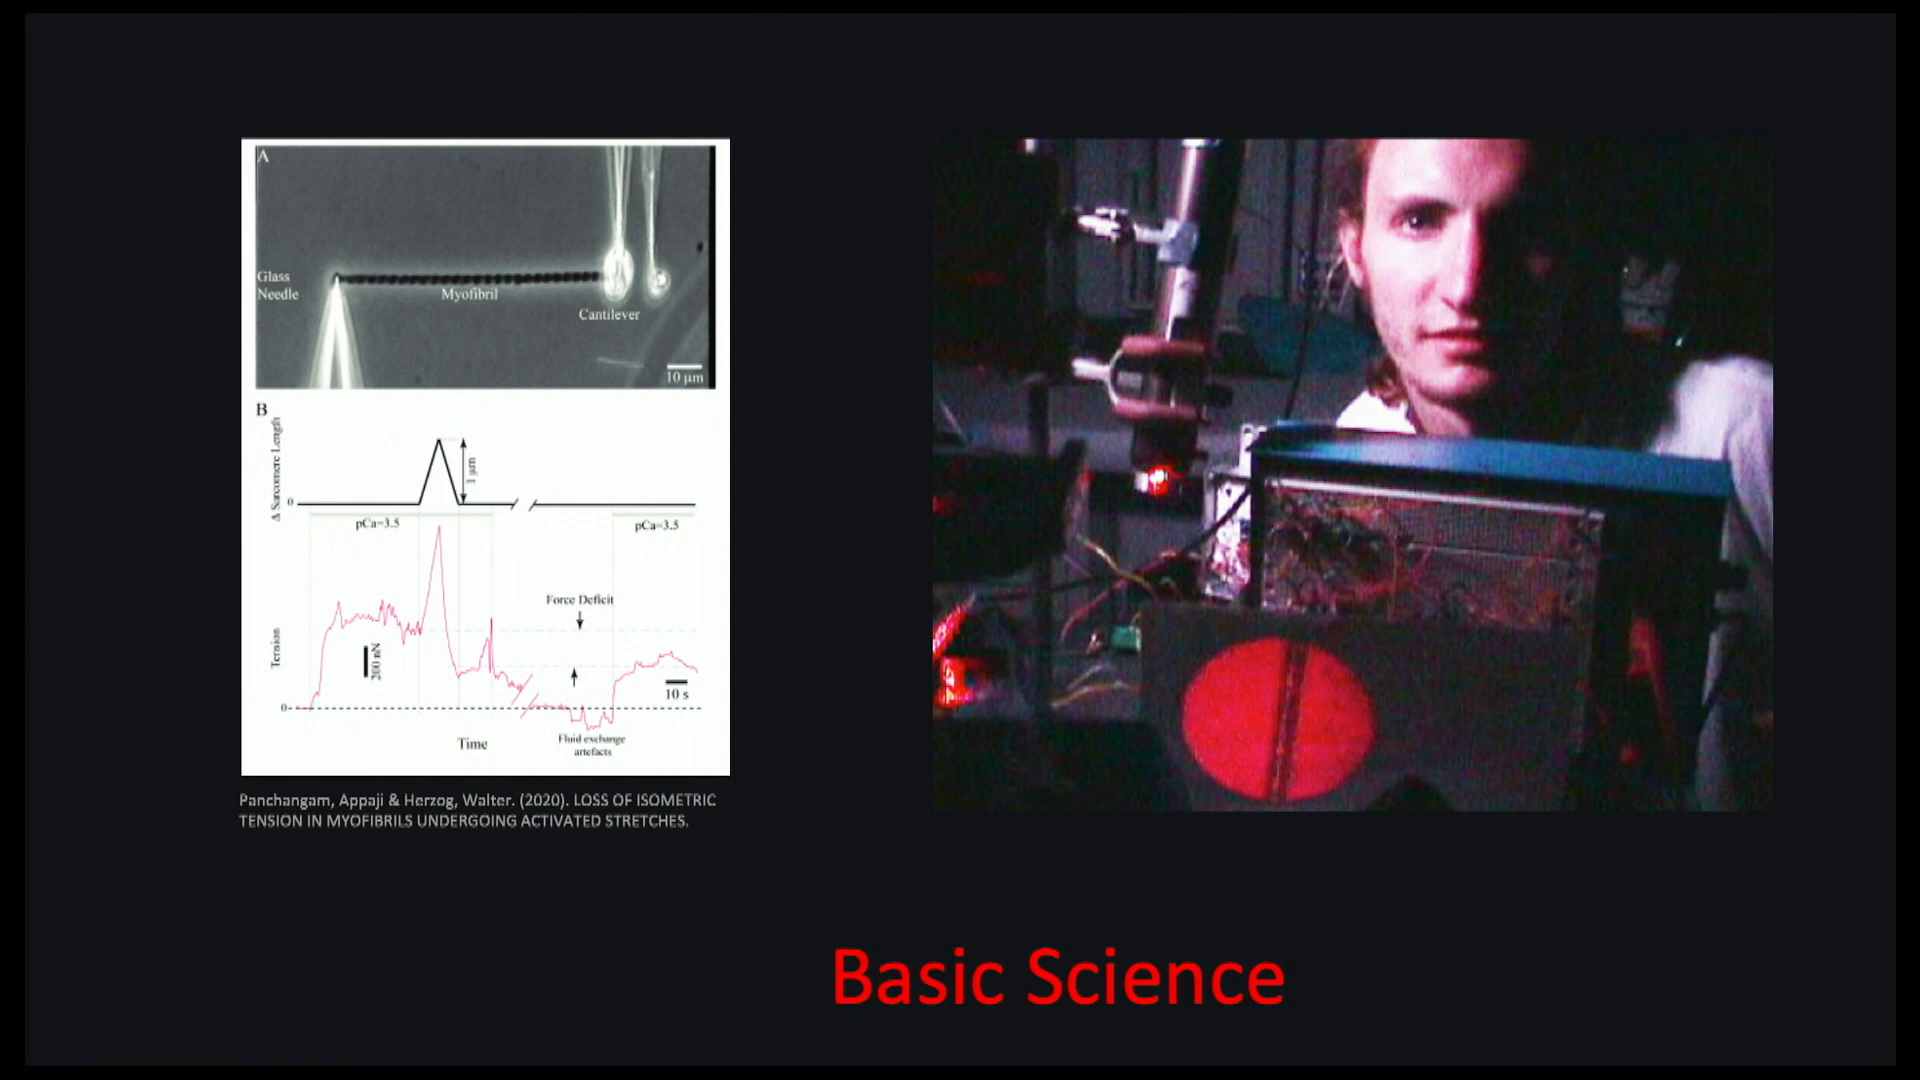 A
Glass
Needle
Myofibril
Cantilever
10 µm
B
Δ Sarcomere Length
1 µm
0
pCa=3.5
pCa=3.5
Force Deficit
Tension
200 nN
10 s
0
Time
Fluid exchange
artefacts
Panchangam, Appaji & Herzog, Walter. (2020). LOSS OF ISOMETRIC
TENSION IN MYOFIBRILS UNDERGOING ACTIVATED STRETCHES.
Basic Science